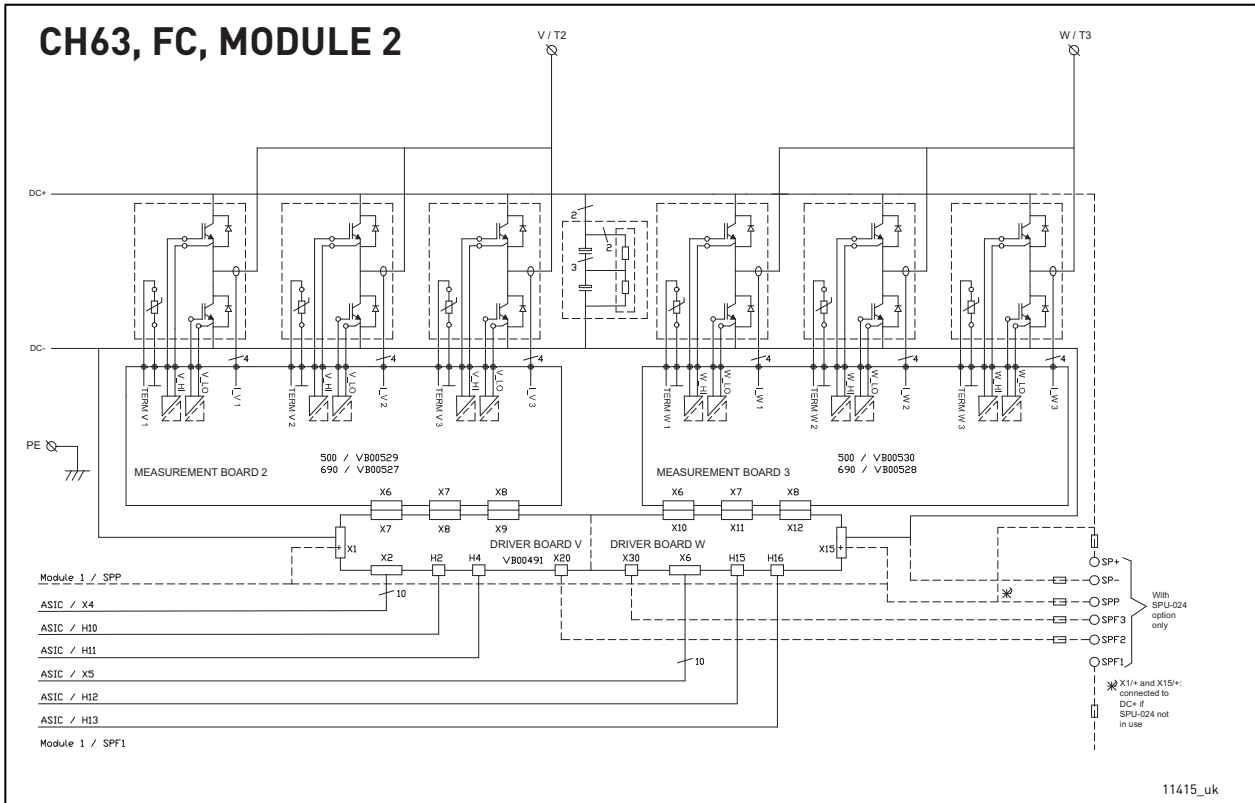 CH63, FC, MODULE 2
V / T2
W / T3
DC+
2
2
3
DC-
4
4
4
4
4
4
TERM V 1
V_HI
V_LO
I_V 1
TERM V 2
V_HI
V_LO
I_V 2
TERM V 3
V_HI
V_LO
I_V 3
TERM W 1
W_HI
W_LO
I_W 1
TERM W 2
W_HI
W_LO
I_W 2
TERM W 3
W_HI
W_LO
I_W 3
PE
MEASUREMENT BOARD 2
500 / VB00529
690 / VB00527
MEASUREMENT BOARD 3
500 / VB00530
690 / VB00528
X6 X7 X8
X7 X8 X9
X6 X7 X8
X10 X11 X12
X1
+
DRIVER BOARD V
VB00491
DRIVER BOARD W
X15
+
X2 H2 H4 X20 X30 X6 H15 H16
Module 1 / SPP
10
ASIC / X4
ASIC / H10
ASIC / H11
10
ASIC / X5
ASIC / H12
ASIC / H13
Module 1 / SPF1
SP+
SP-
SPP
SPF3
SPF2
SPF1
With
SPU-024
option
only
X1/+ and X15/+:
connected to
DC+ if
SPU-024 not
in use
11415_uk